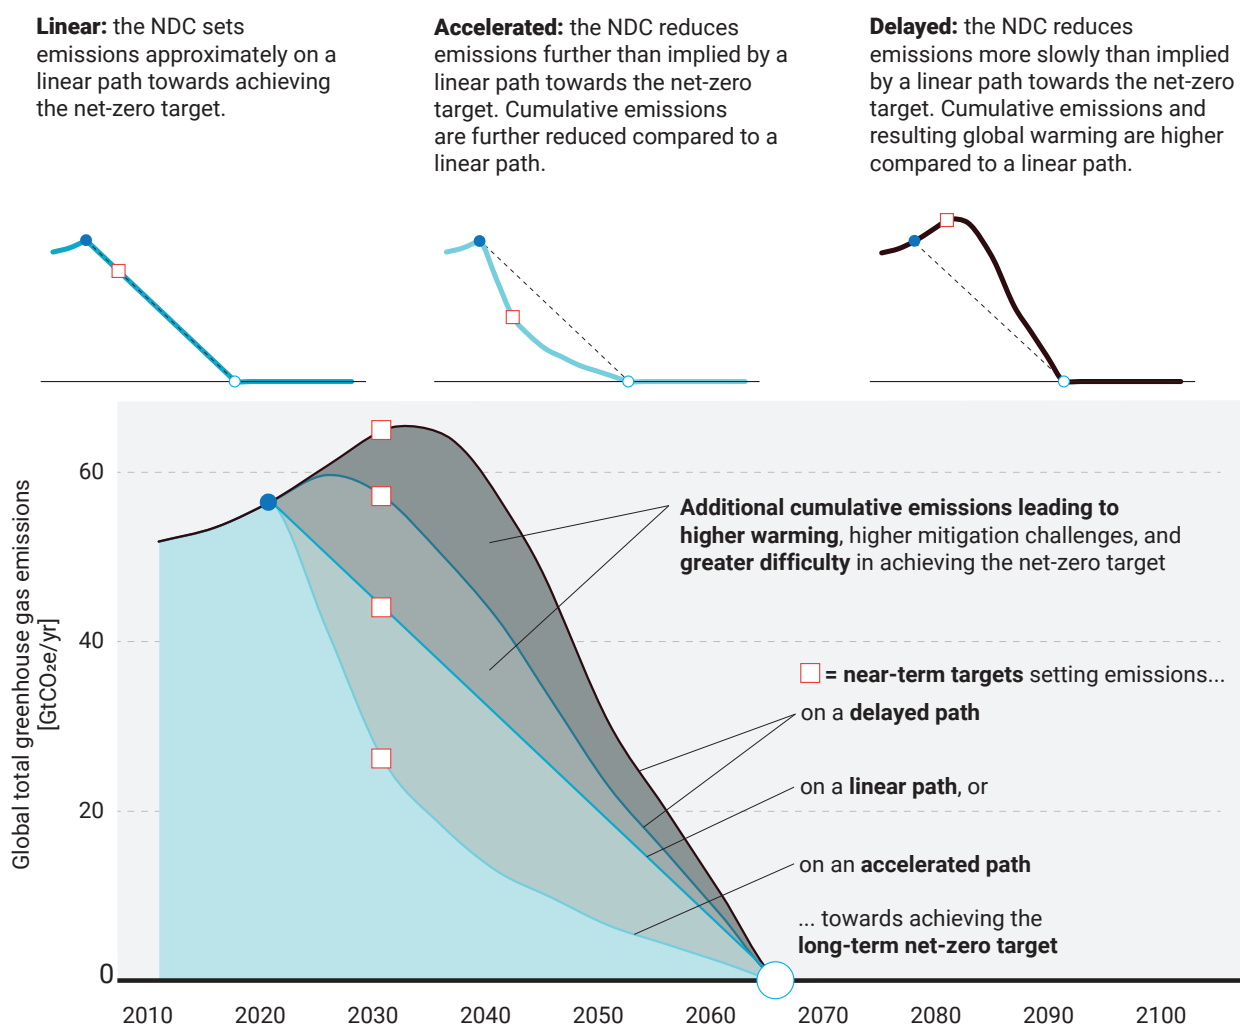 Linear: the NDC sets
emissions approximately on a
linear path towards achieving
the net-zero target.
Accelerated: the NDC reduces
emissions further than implied by a
linear path towards the net-zero
target. Cumulative emissions
are further reduced compared to a
linear path.
Delayed: the NDC reduces
emissions more slowly than implied
by a linear path towards the net-zero
target. Cumulative emissions and
resulting global warming are higher
compared to a linear path.
Global total greenhouse gas emissions
[GtCO₂e/yr]
60
40
20
0
Additional cumulative emissions leading to
higher warming, higher mitigation challenges, and
greater difficulty in achieving the net-zero target
= near-term targets setting emissions...
on a delayed path
on a linear path, or
on an accelerated path
... towards achieving the
long-term net-zero target
2010 2020 2030 2040 2050 2060 2070 2080 2090 2100